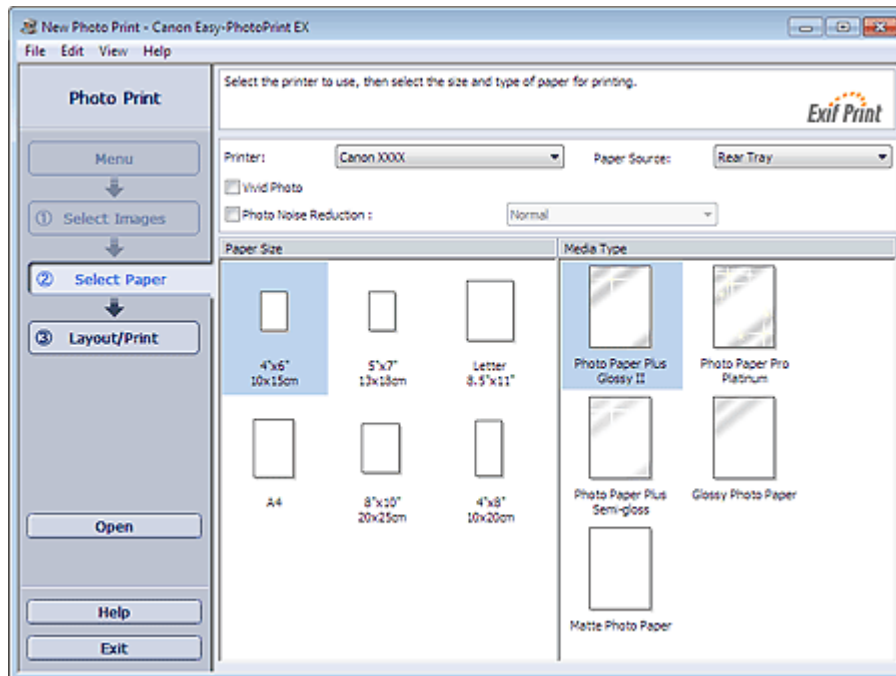 New Photo Print - Canon Easy-PhotoPrint EX
File Edit View Help
Photo Print
Select the printer to use, then select the size and type of paper for printing.
Exif Print
Menu
① Select Images
② Select Paper
③ Layout/Print
Open
Help
Exit
Printer: Canon XXXX Paper Source: Rear Tray
Vivid Photo
Photo Noise Reduction : Normal
Paper Size
4"x6"
10x15cm
5"x7"
13x18cm
Letter
8.5"x11"
A4
8"x10"
20x25cm
4"x8"
10x20cm
Media Type
Photo Paper Plus
Glossy II
Photo Paper Pro
Platinum
Photo Paper Plus
Semi-gloss
Glossy Photo Paper
Matte Photo Paper